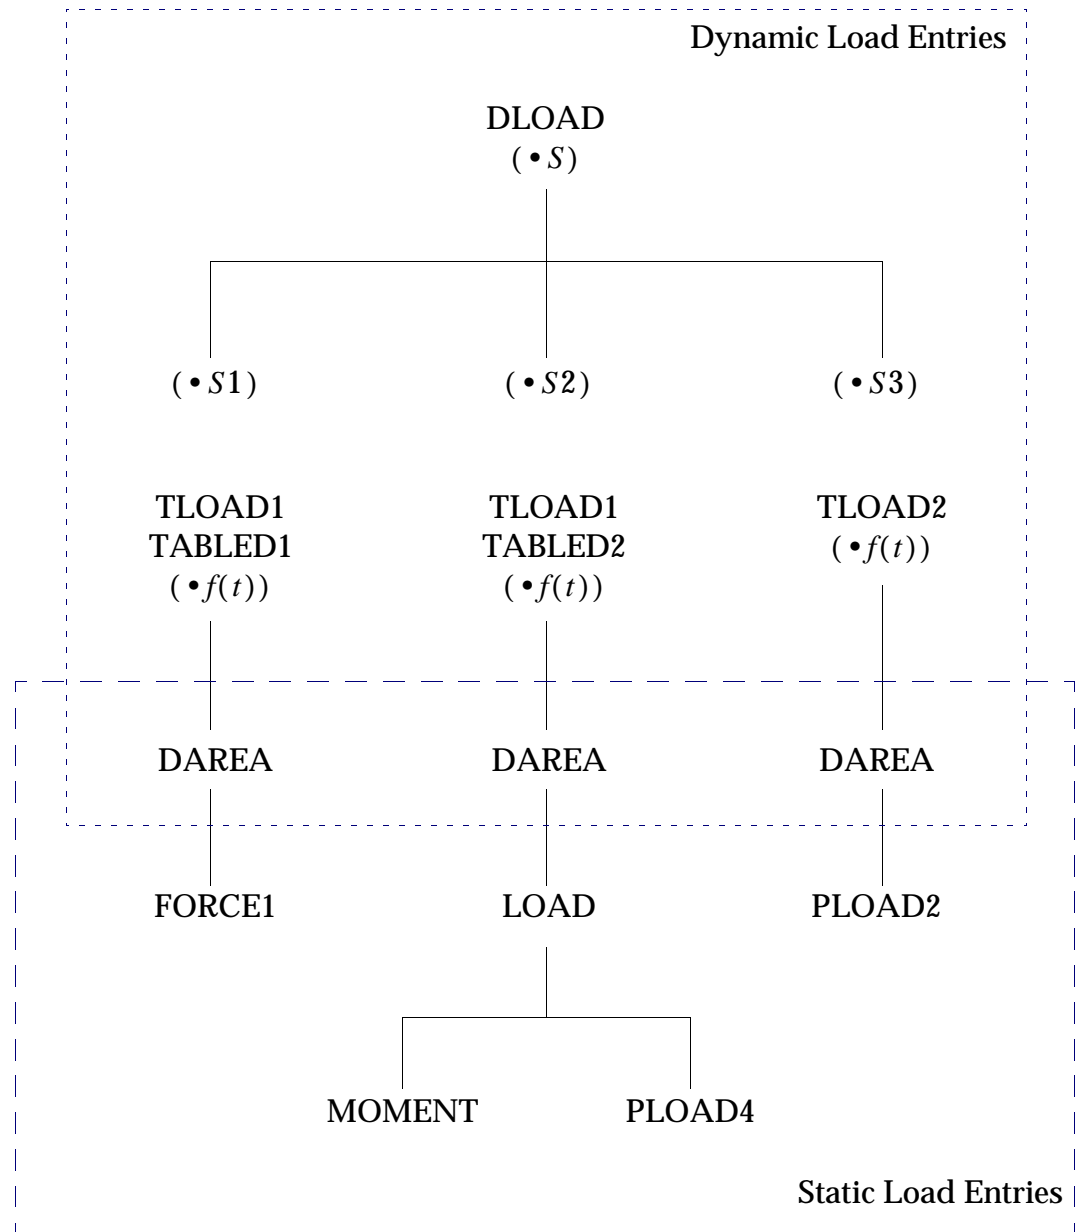 Dynamic Load Entries
DLOAD
( • S )
( • S1 )
( • S2 )
( • S3 )
TLOAD1
TABLED1
( • f(t) )
TLOAD1
TABLED2
( • f(t) )
TLOAD2
( • f(t) )
DAREA
DAREA
DAREA
FORCE1
LOAD
PLOAD2
MOMENT
PLOAD4
Static Load Entries